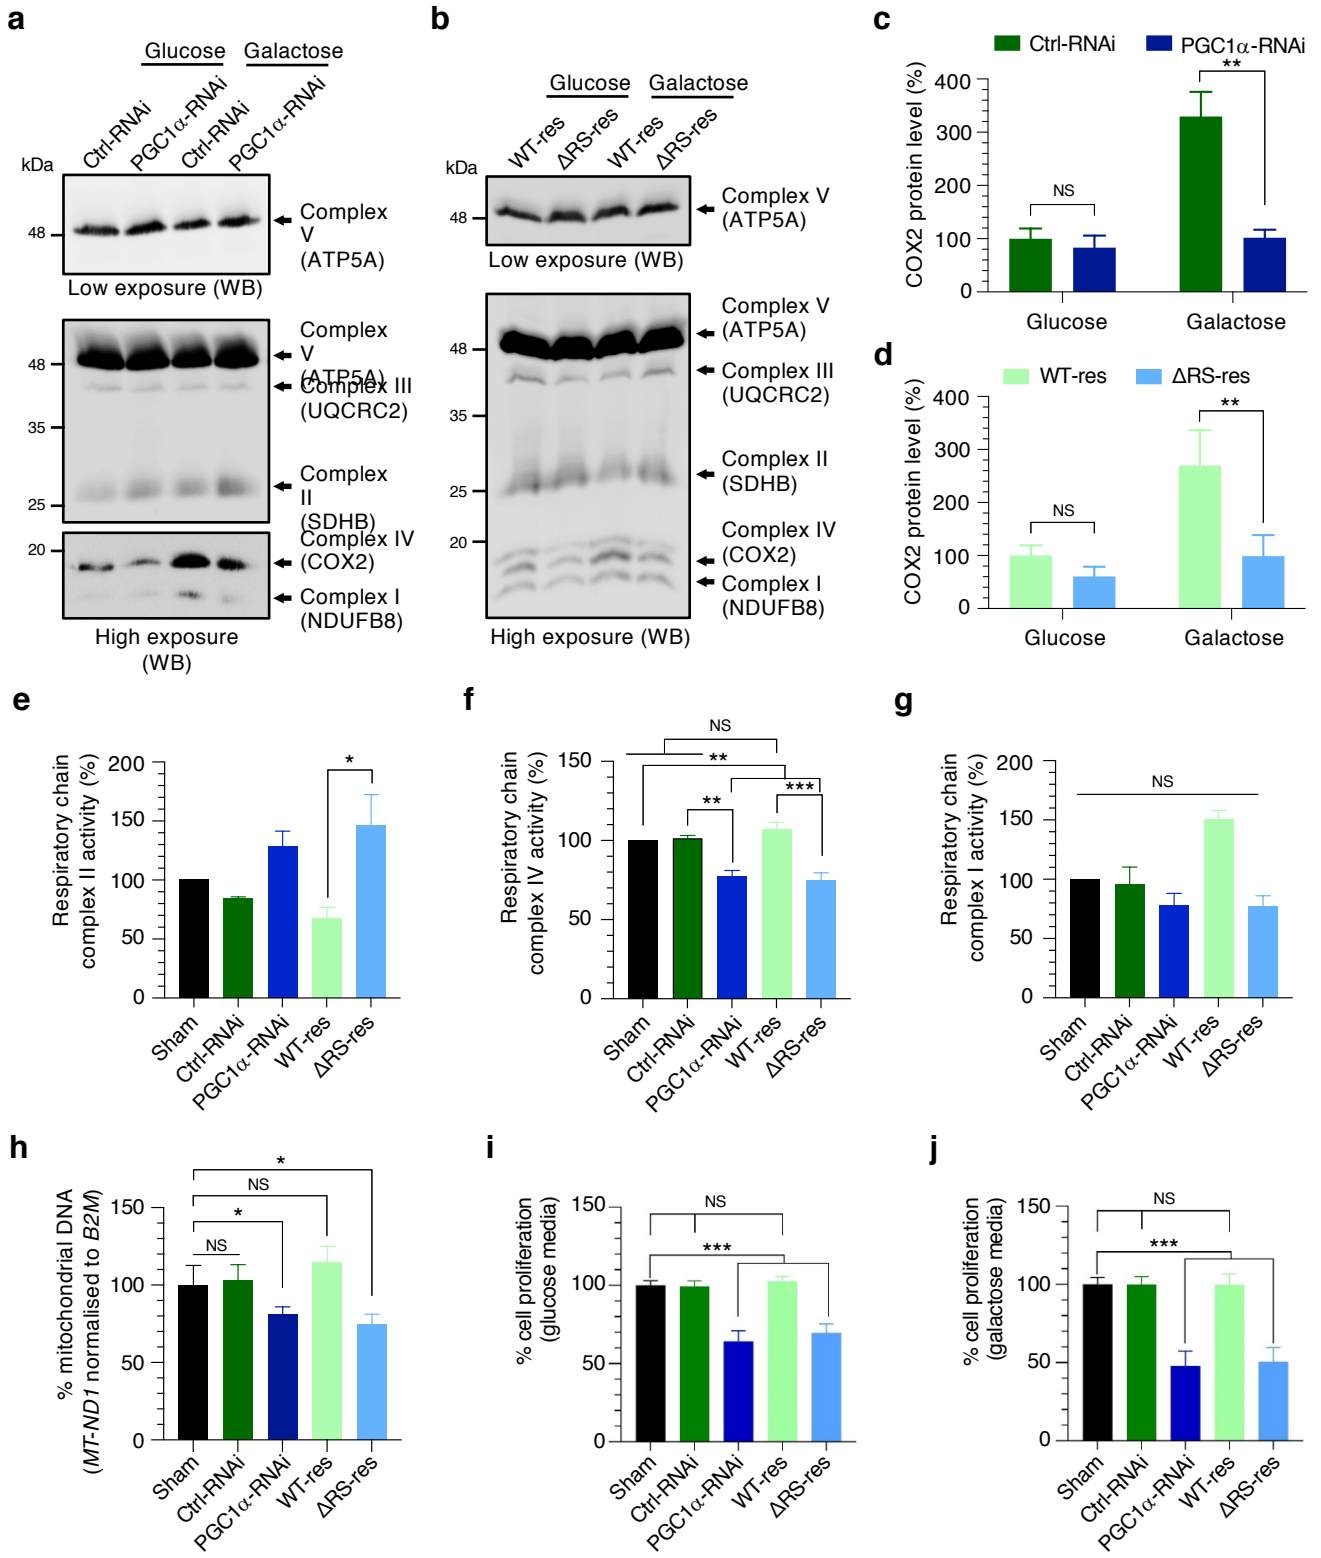 a
Glucose Galactose
Ctrl-RNAi PGC1α-RNAi Ctrl-RNAi PGC1α-RNAi
kDa
48
Complex
V
(ATP5A)
Low exposure (WB)
48
35
25
20
Complex
V
(ATP5A)
Complex III
(UQCRC2)
Complex
II
(SDHB)
Complex IV
(COX2)
Complex I
(NDUFB8)
High exposure
(WB)
b
Glucose Galactose
WT-res ΔRS-res WT-res ΔRS-res
kDa
48
Complex V
(ATP5A)
Low exposure (WB)
48
35
25
20
Complex V
(ATP5A)
Complex III
(UQCRC2)
Complex II
(SDHB)
Complex IV
(COX2)
Complex I
(NDUFB8)
High exposure (WB)
c
Ctrl-RNAi PGC1α-RNAi
COX2 protein level (%)
400
300
200
100
0
NS
**
Glucose Galactose
d
WT-res ΔRS-res
COX2 protein level (%)
400
300
200
100
0
NS
**
Glucose Galactose
e
Respiratory chain
complex II activity (%)
200
150
100
50
0
*
Sham Ctrl-RNAi PGC1α-RNAi WT-res ΔRS-res
f
Respiratory chain
complex IV activity (%)
150
100
50
0
NS
**
***
**
Sham Ctrl-RNAi PGC1α-RNAi WT-res ΔRS-res
g
Respiratory chain
complex I activity (%)
200
150
100
50
0
NS
Sham Ctrl-RNAi PGC1α-RNAi WT-res ΔRS-res
h
% mitochondrial DNA
(MT-ND1 normalised to B2M)
150
100
50
0
*
NS
*
NS
Sham Ctrl-RNAi PGC1α-RNAi WT-res ΔRS-res
i
% cell proliferation
(glucose media)
150
100
50
0
NS
***
Sham Ctrl-RNAi PGC1α-RNAi WT-res ΔRS-res
j
% cell proliferation
(galactose media)
150
100
50
0
NS
***
Sham Ctrl-RNAi PGC1α-RNAi WT-res ΔRS-res